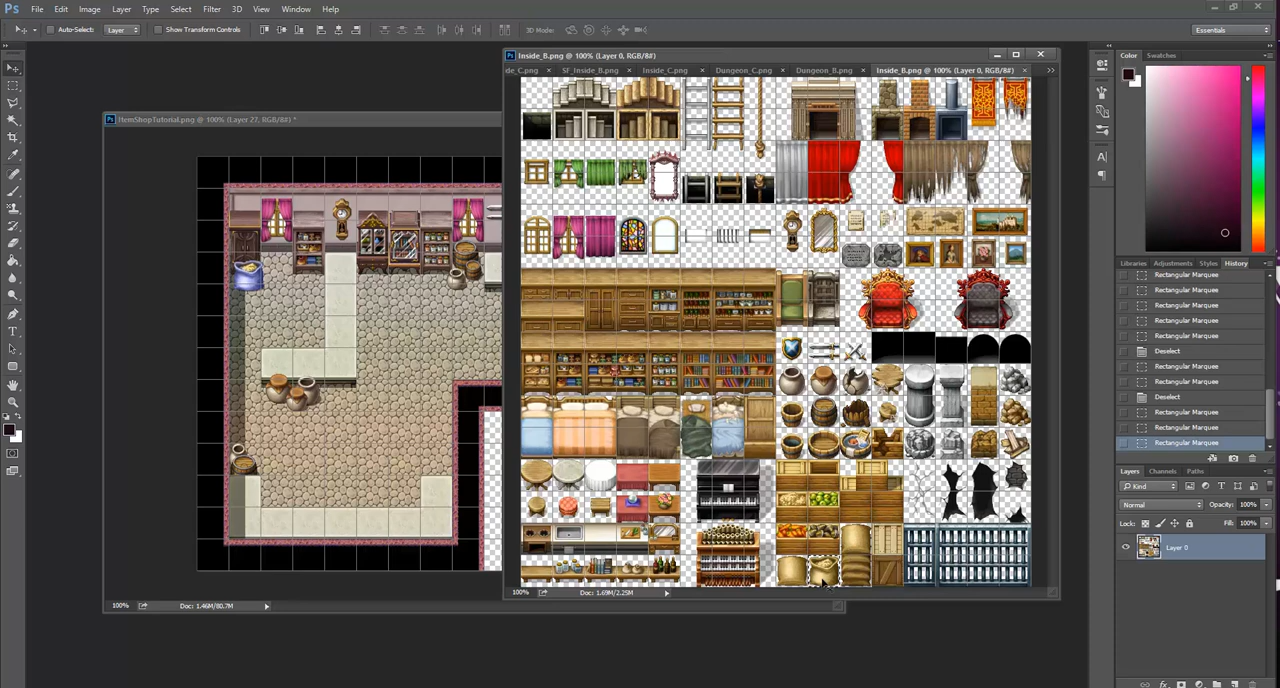 Ps File Edit Image Layer Type Select Filter 3D View Window Help
Auto-Select: Layer Show Transform Controls 3D Mode: Essentials
Inside_B.png @ 100% (Layer 0, RGB/8#)
de_C.png × SF_Inside_B.png × Inside_C.png × Dungeon_C.png × Dungeon_B.png × Inside_B.png @ 100% (Layer 0, RGB/8#) ×
ItemShopTutorial.png @ 100% (Layer 27, RGB/8#) *
100% Doc: 1.69M/2.25M
100% Doc: 1.46M/80.7M
Color Swatches
Libraries Adjustments Styles History
Rectangular Marquee
Rectangular Marquee
Rectangular Marquee
Rectangular Marquee
Rectangular Marquee
Deselect
Rectangular Marquee
Rectangular Marquee
Deselect
Rectangular Marquee
Rectangular Marquee
Rectangular Marquee
Layers Channels Paths
Kind
Normal Opacity: 100%
Lock: Fill: 100%
Layer 0
fx